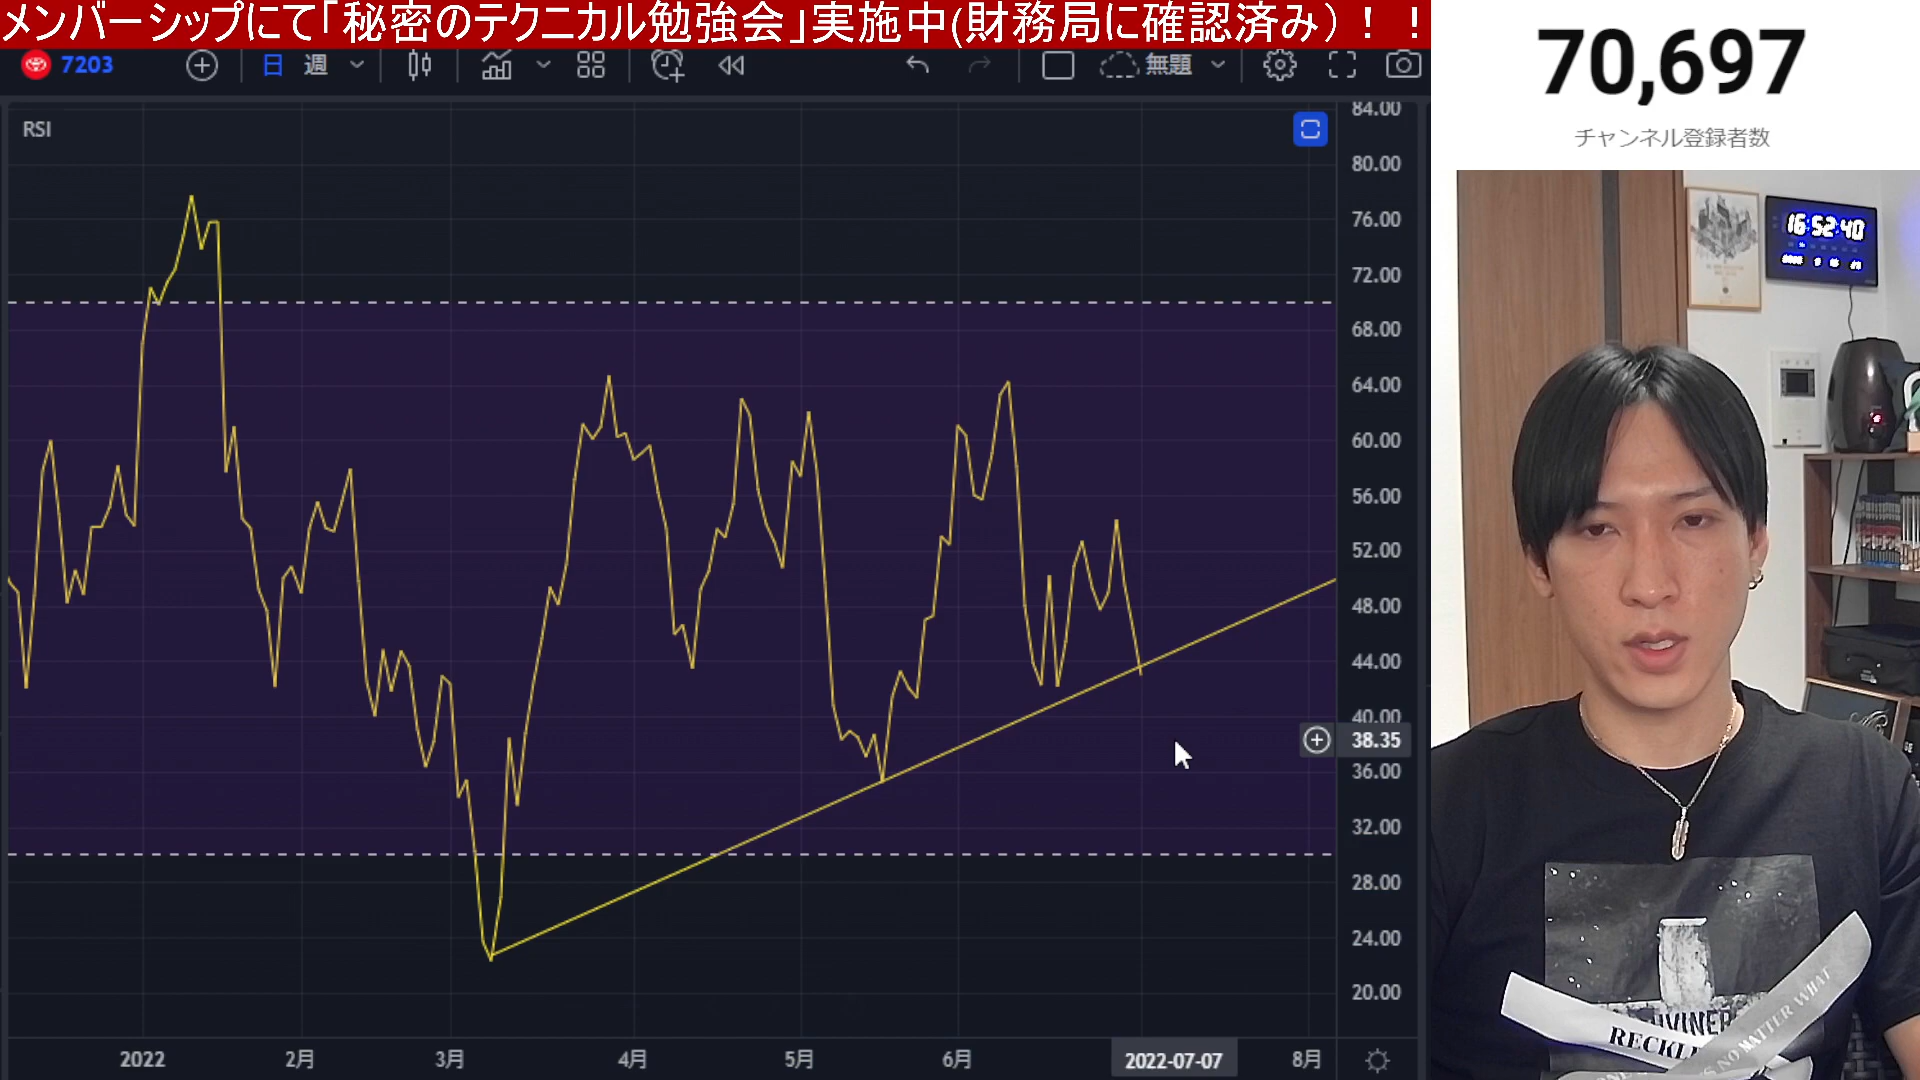 メンバーシップにて「秘密のテクニカル勉強会」実施中(財務局に確認済み）！！
7203
日 週
無題
70,697
チャンネル登録者数
RSI
84.00
80.00
76.00
72.00
68.00
64.00
60.00
56.00
52.00
48.00
44.00
40.00
38.35
36.00
32.00
28.00
24.00
20.00
2022
2月
3月
4月
5月
6月
2022-07-07
8月
16:52:40
NO MATTER WHAT